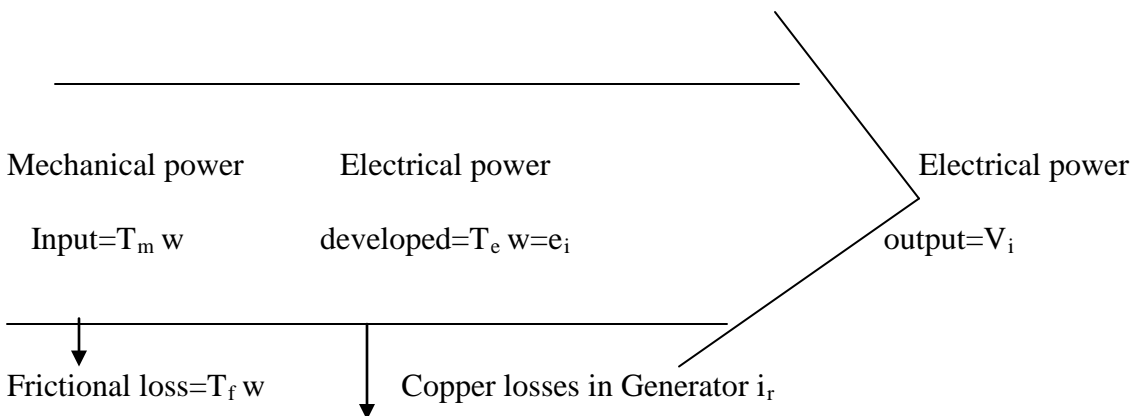 Mechanical power Electrical power Electrical power
Input=Tₘ w developed=Tₑ w=eᵢ output=Vᵢ
Frictional loss=T_f w Copper losses in Generator iᵣ